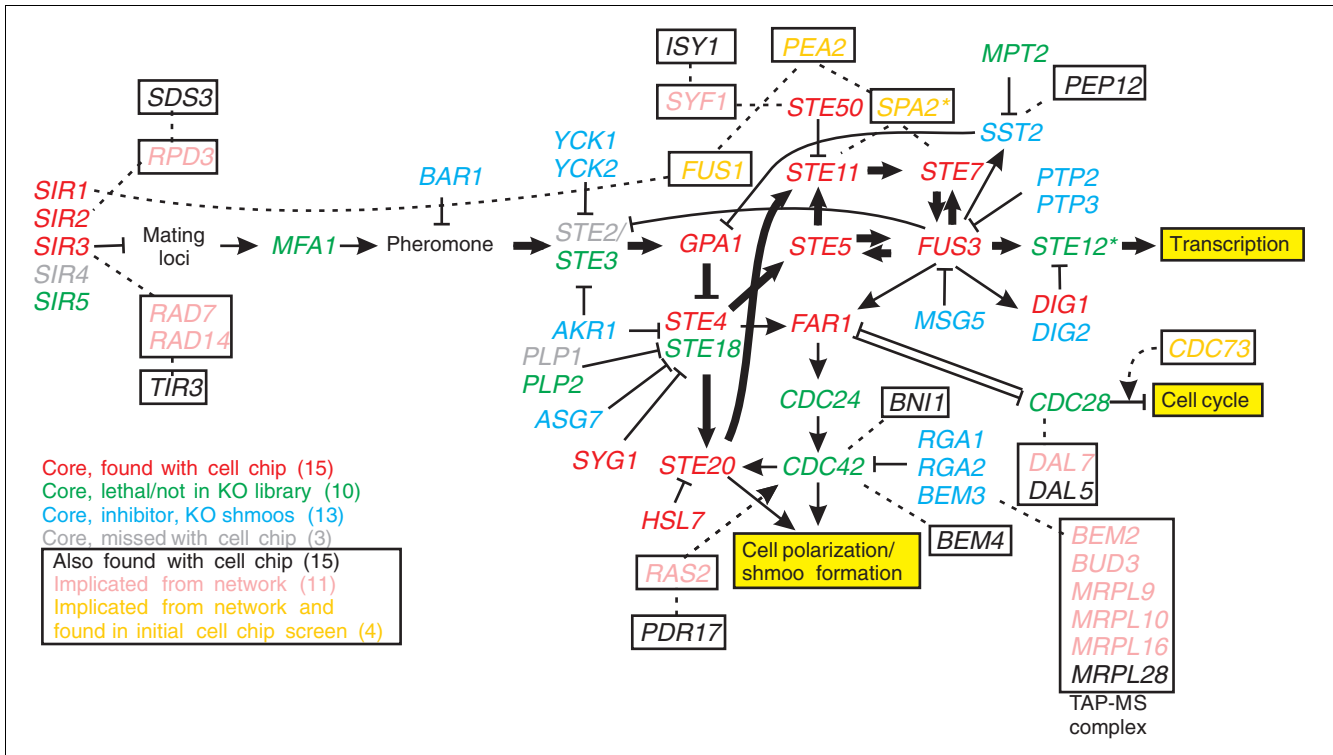 ISY1
PEA2
MPT2
SDS3
SYF1
STE50
SPA2*
PEP12
RPD3
YCK1
YCK2
SST2
SIR1
SIR2
SIR3
SIR4
SIR5
BAR1
FUS1
STE11
STE7
PTP2
PTP3
Mating
loci
MFA1
Pheromone
STE2/
STE3
GPA1
STE5
FUS3
STE12*
Transcription
RAD7
RAD14
TIR3
AKR1
STE4
STE18
FAR1
MSG5
DIG1
DIG2
PLP1
PLP2
CDC73
ASG7
CDC24
BNI1
CDC28
Cell cycle
SYG1
STE20
CDC42
RGA1
RGA2
BEM3
DAL7
DAL5
HSL7
BEM4
RAS2
Cell polarization/
shmoo formation
PDR17
BEM2
BUD3
MRPL9
MRPL10
MRPL16
MRPL28
TAP-MS
complex
Core, found with cell chip (15)
Core, lethal/not in KO library (10)
Core, inhibitor, KO shmoos (13)
Core, missed with cell chip (3)
Also found with cell chip (15)
Implicated from network (11)
Implicated from network and
found in initial cell chip screen (4)